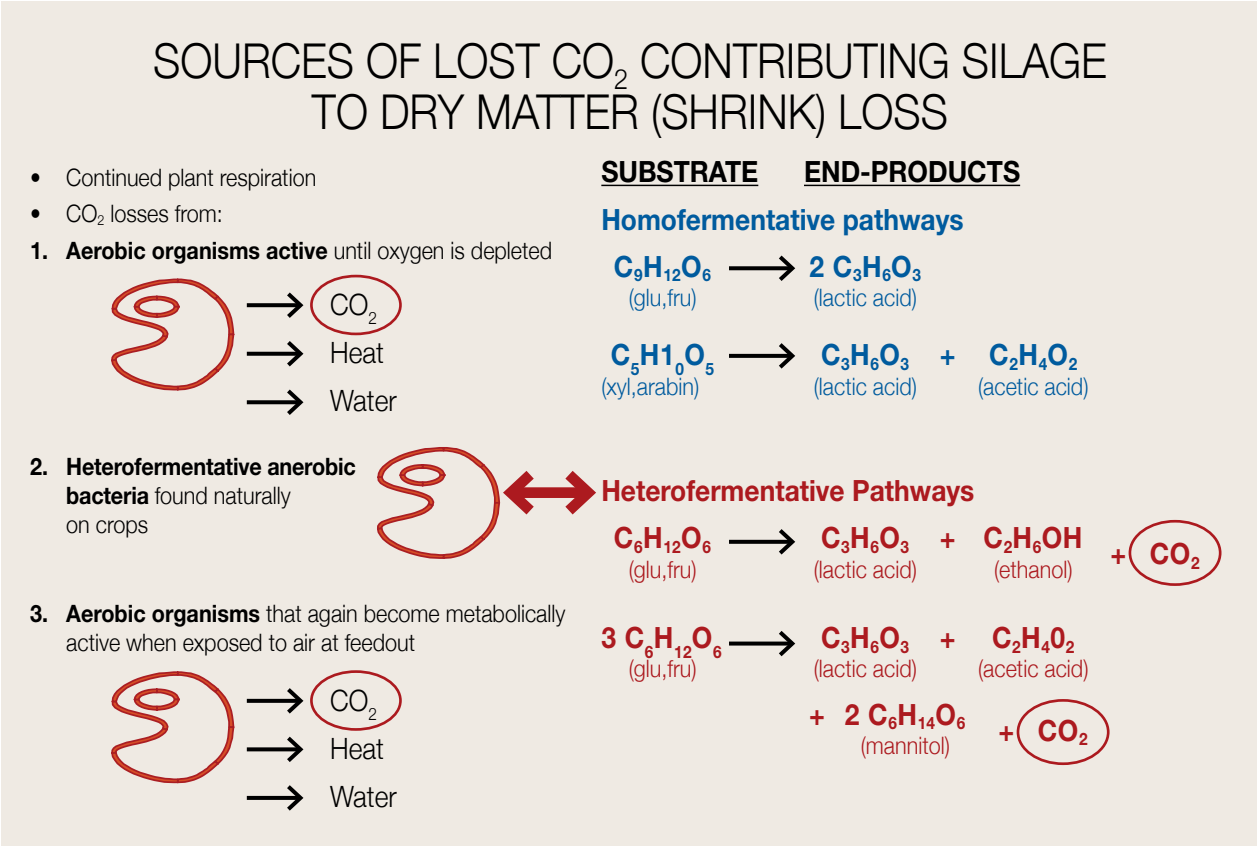 SOURCES OF LOST CO₂ CONTRIBUTING SILAGE
TO DRY MATTER (SHRINK) LOSS
• Continued plant respiration
• CO₂ losses from:
1. Aerobic organisms active until oxygen is depleted
CO₂
Heat
Water
2. Heterofermentative anerobic
bacteria found naturally
on crops
3. Aerobic organisms that again become metabolically
active when exposed to air at feedout
CO₂
Heat
Water
SUBSTRATE END-PRODUCTS
Homofermentative pathways
C₉H₁₂O₆ → 2 C₃H₆O₃
(glu,fru) (lactic acid)
C₅H1₀O₅ → C₃H₆O₃ + C₂H₄O₂
(xyl,arabin) (lactic acid) (acetic acid)
Heterofermentative Pathways
C₆H₁₂O₆ → C₃H₆O₃ + C₂H₆OH + CO₂
(glu,fru) (lactic acid) (ethanol)
3 C₆H₁₂O₆ → C₃H₆O₃ + C₂H₄0₂
(glu,fru) (lactic acid) (acetic acid)
+ 2 C₆H₁₄O₆ + CO₂
(mannitol)